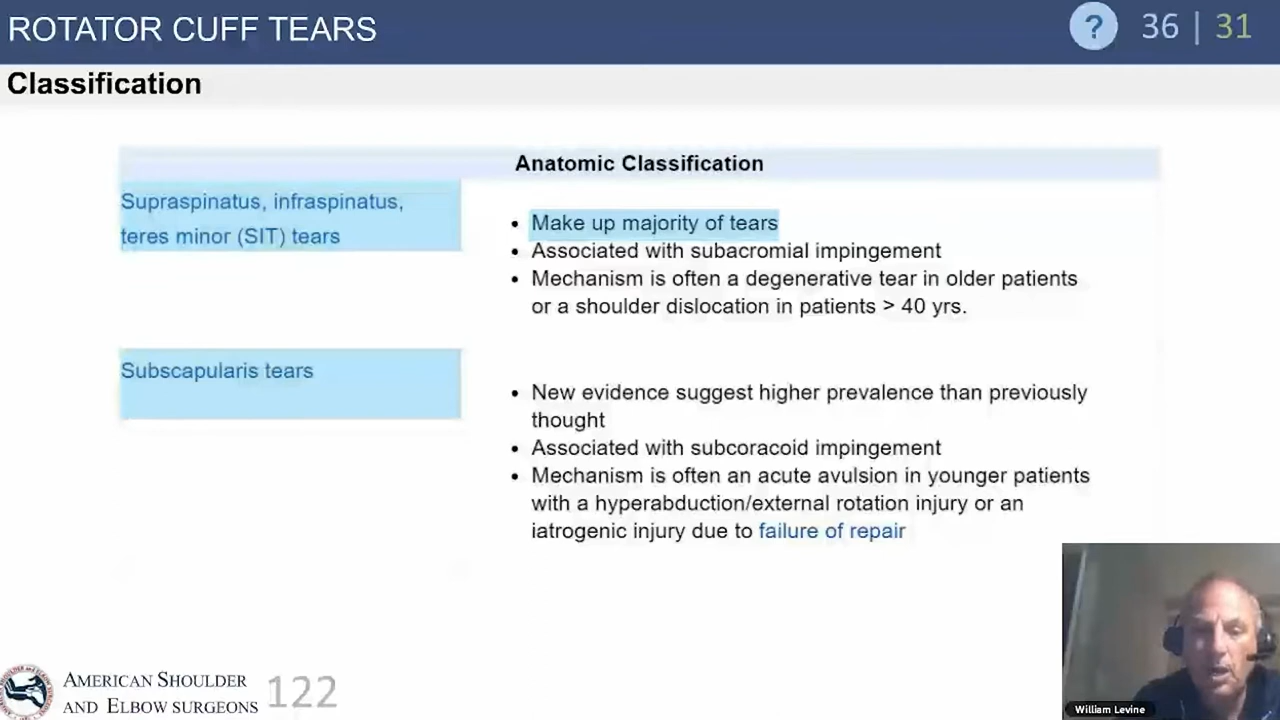 ROTATOR CUFF TEARS
? 36 | 31
Classification
Anatomic Classification
Supraspinatus, infraspinatus,
teres minor (SIT) tears
• Make up majority of tears
• Associated with subacromial impingement
• Mechanism is often a degenerative tear in older patients
or a shoulder dislocation in patients > 40 yrs.
Subscapularis tears
• New evidence suggest higher prevalence than previously
thought
• Associated with subcoracoid impingement
• Mechanism is often an acute avulsion in younger patients
with a hyperabduction/external rotation injury or an
iatrogenic injury due to failure of repair
AMERICAN SHOULDER
AND ELBOW SURGEONS
122
William Levine